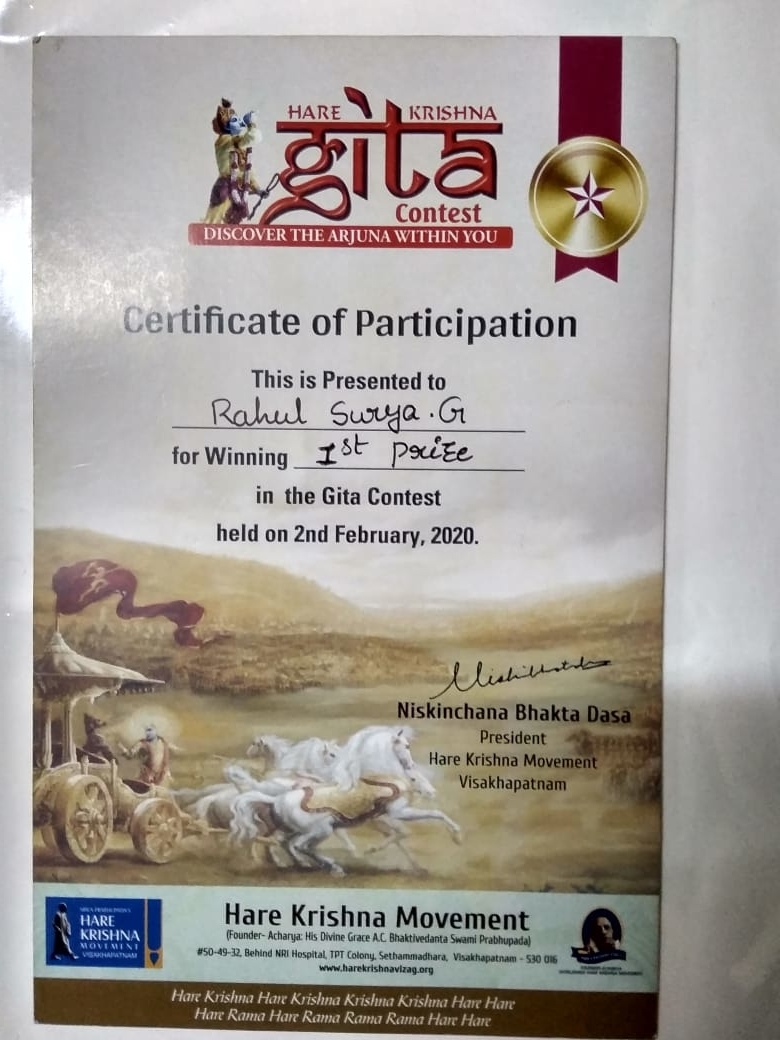 HARE KRISHNA
gita
Contest
DISCOVER THE ARJUNA WITHIN YOU
Certificate of Participation
This is Presented to
Rahul Surya.G
for Winning 1st prize
in the Gita Contest
held on 2nd February, 2020.
Niskinchana Bhakta Dasa
President
Hare Krishna Movement
Visakhapatnam
HARE
KRISHNA
MOVEMENT
VISAKHAPATNAM
Hare Krishna Movement
(Founder- Acharya: His Divine Grace A.C. Bhaktivedanta Swami Prabhupada)
#50-49-32, Behind NRI Hospital, TPT Colony, Sethammadhara, Visakhapatnam - 530 016
www.harekrishnavizag.org
Hare Krishna Hare Krishna Krishna Krishna Hare Hare
Hare Rama Hare Rama Rama Rama Hare Hare